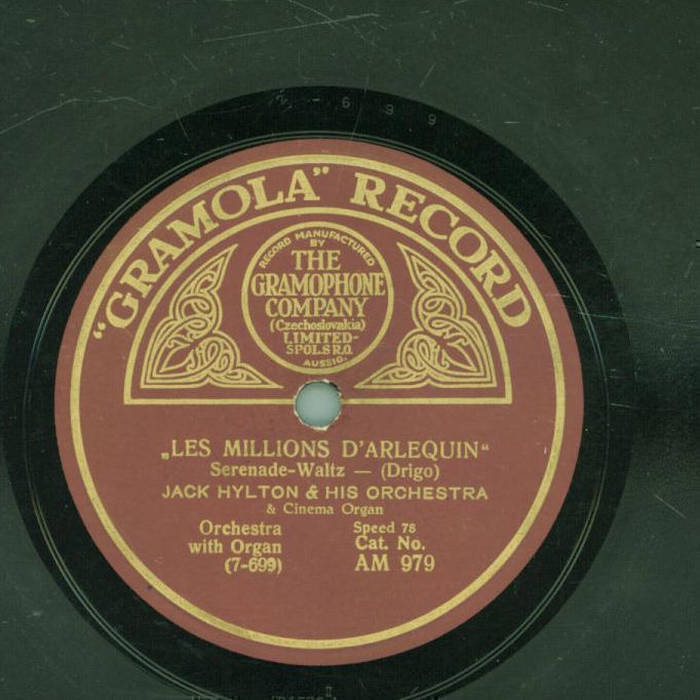 “GRAMOLA” RECORD
RECORD MANUFACTURED
BY
THE
GRAMOPHONE
COMPANY
(Czechoslovakia)
LIMITED-
SPOL.S R.O.
AUSSIG.
„LES MILLIONS D'ARLEQUIN“
Serenade-Waltz — (Drigo)
JACK HYLTON & HIS ORCHESTRA
& Cinema Organ
Orchestra
with Organ
(7-699)
Speed 78
Cat. No.
AM 979